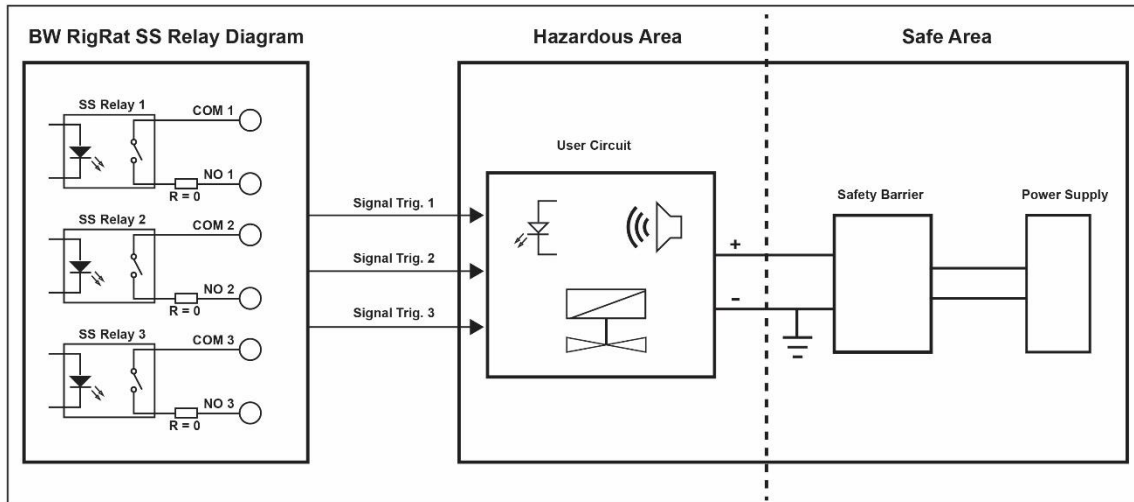 BW RigRat SS Relay Diagram
Hazardous Area
Safe Area
SS Relay 1
COM 1
NO 1
R = 0
SS Relay 2
COM 2
NO 2
R = 0
SS Relay 3
COM 3
NO 3
R = 0
Signal Trig. 1
Signal Trig. 2
Signal Trig. 3
User Circuit
+
-
Safety Barrier
Power Supply